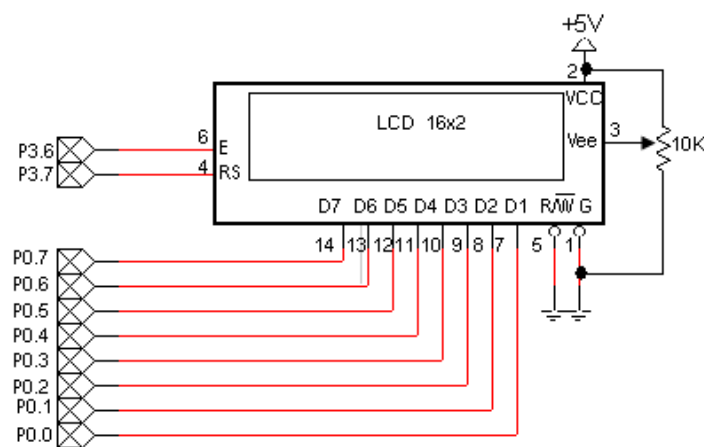 +5V
2
VCC
LCD 16x2
Vee 3
10K
P3.6 6 E
P3.7 4 RS
D7 D6 D5 D4 D3 D2 D1 R/W G
14 13 12 11 10 9 8 7 5 1
P0.7
P0.6
P0.5
P0.4
P0.3
P0.2
P0.1
P0.0